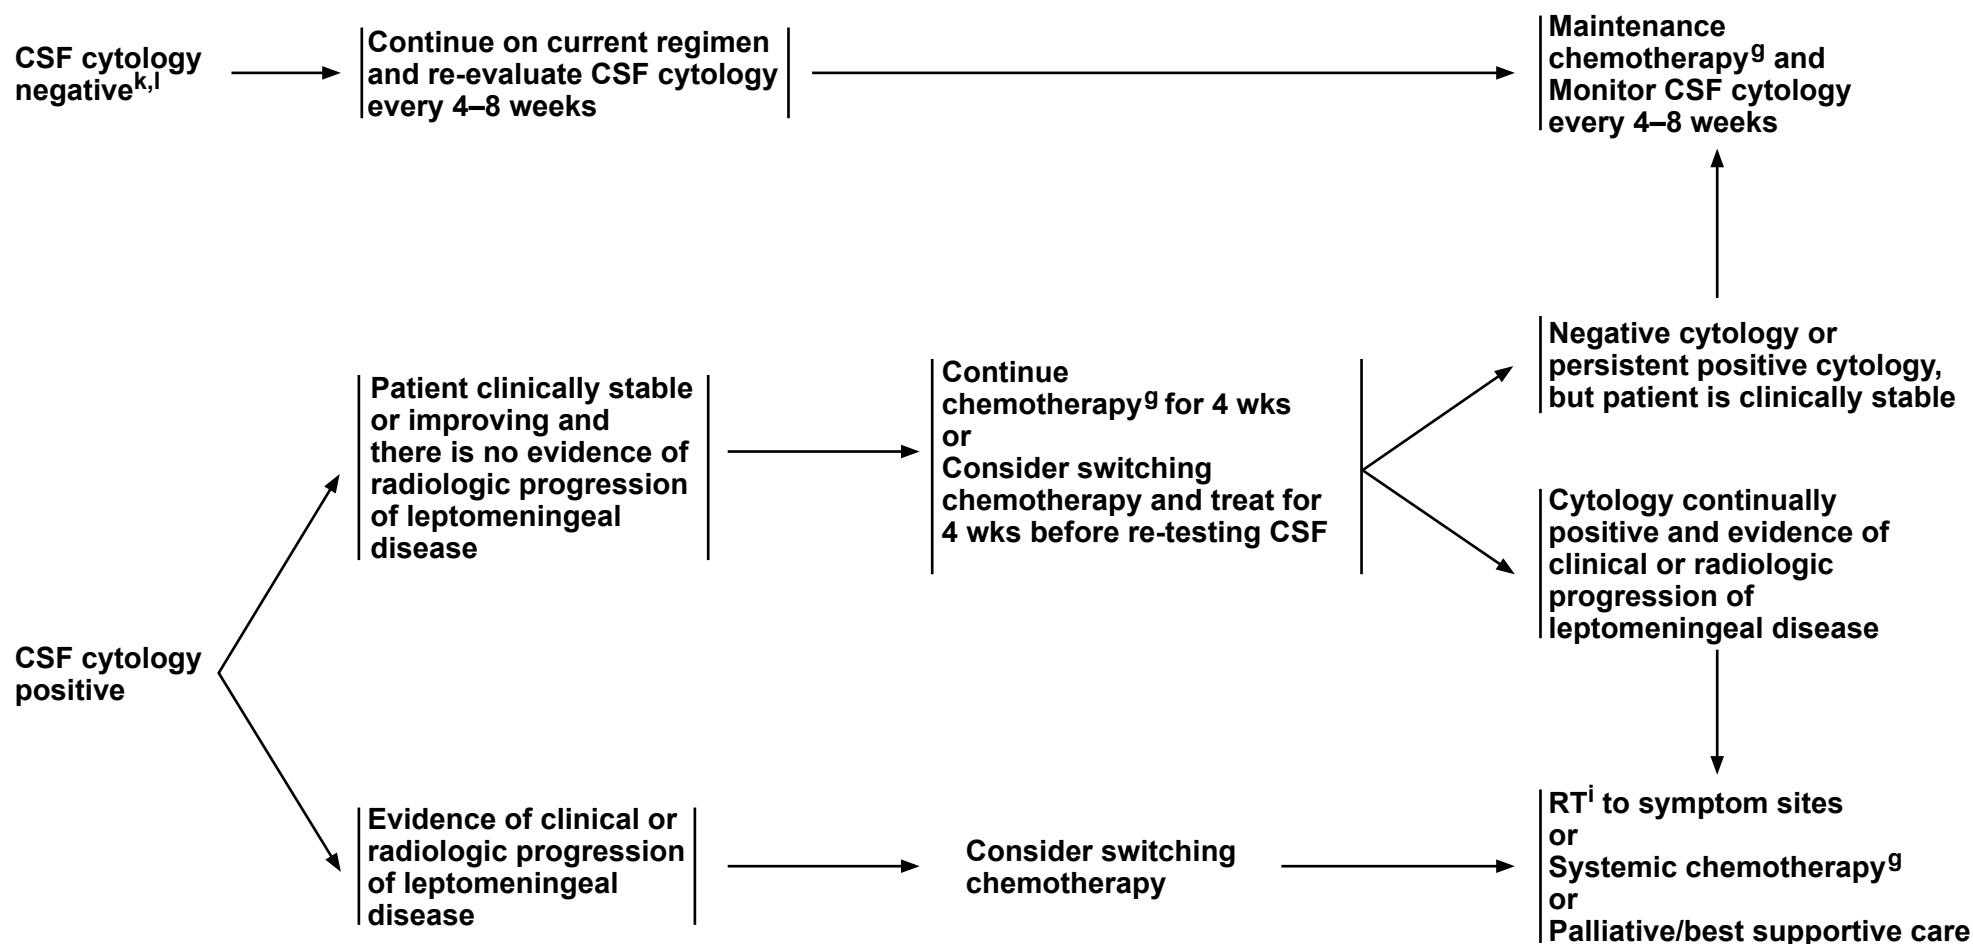 CSF cytology
negativek,l
Continue on current regimen
and re-evaluate CSF cytology
every 4–8 weeks
Maintenance
chemotherapyg and
Monitor CSF cytology
every 4–8 weeks
CSF cytology
positive
Patient clinically stable
or improving and
there is no evidence of
radiologic progression
of leptomeningeal
disease
Continue
chemotherapyg for 4 wks
or
Consider switching
chemotherapy and treat for
4 wks before re-testing CSF
Negative cytology or
persistent positive cytology,
but patient is clinically stable
Cytology continually
positive and evidence of
clinical or radiologic
progression of
leptomeningeal disease
Evidence of clinical or
radiologic progression
of leptomeningeal
disease
Consider switching
chemotherapy
RTi to symptom sites
or
Systemic chemotherapyg
or
Palliative/best supportive care